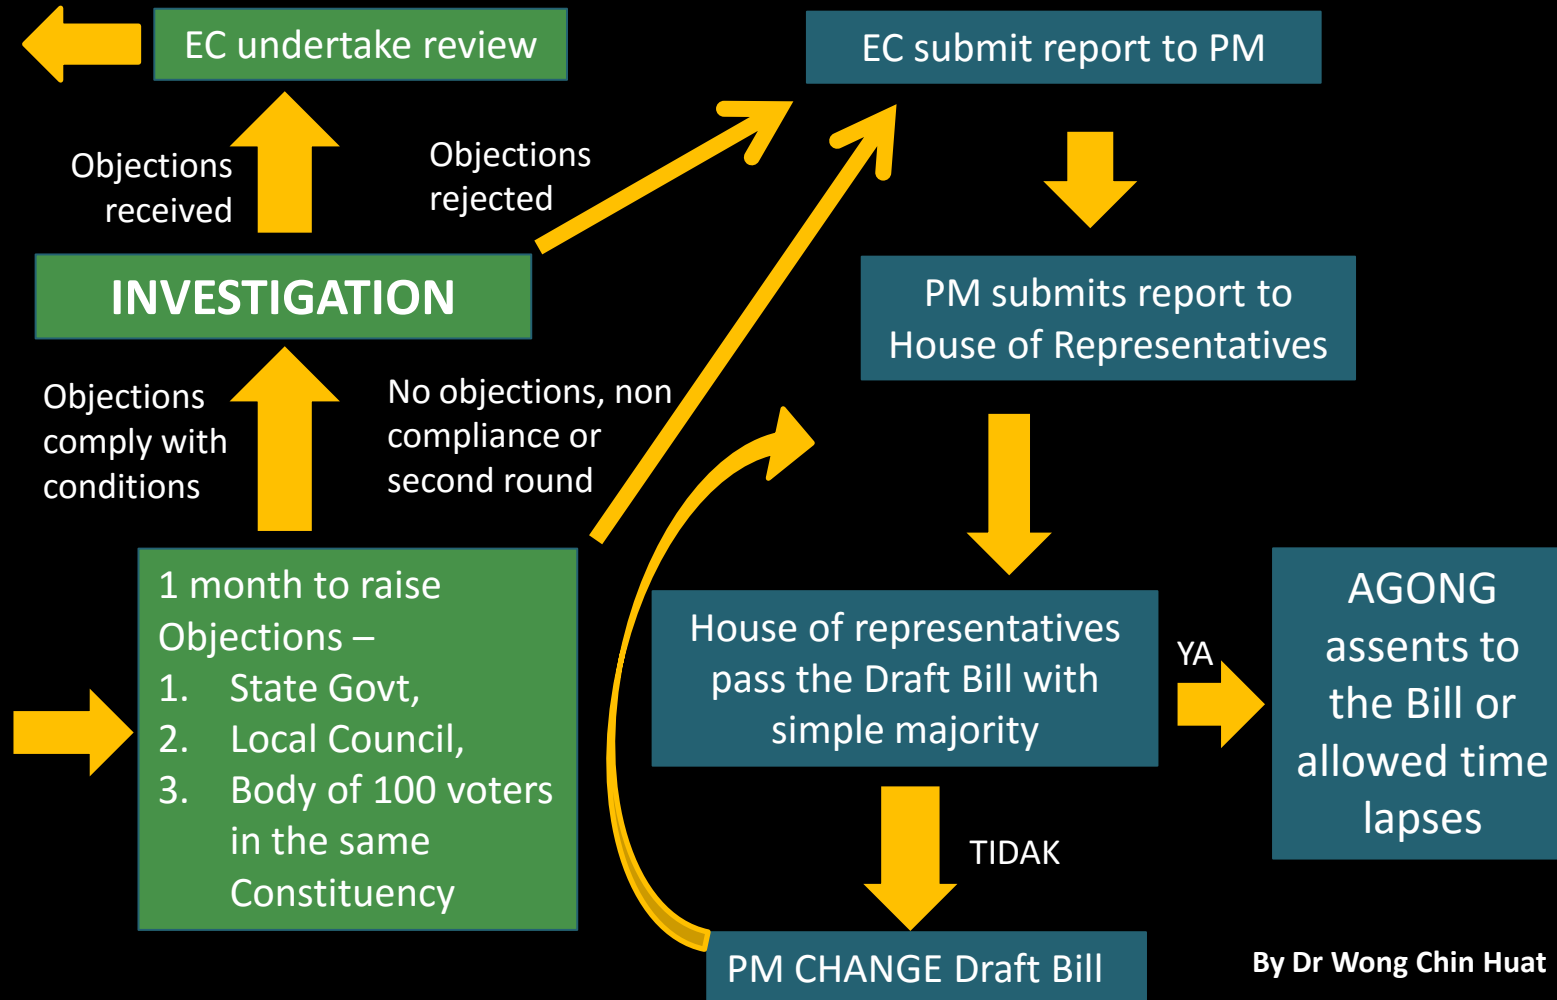 EC undertake review
Objections
received
Objections
rejected
INVESTIGATION
Objections
comply with
conditions
No objections, non
compliance or
second round
1 month to raise
Objections –
1. State Govt,
2. Local Council,
3. Body of 100 voters
in the same
Constituency
EC submit report to PM
PM submits report to
House of Representatives
House of representatives
pass the Draft Bill with
simple majority
YA
AGONG
assents to
the Bill or
allowed time
lapses
TIDAK
PM CHANGE Draft Bill
By Dr Wong Chin Huat